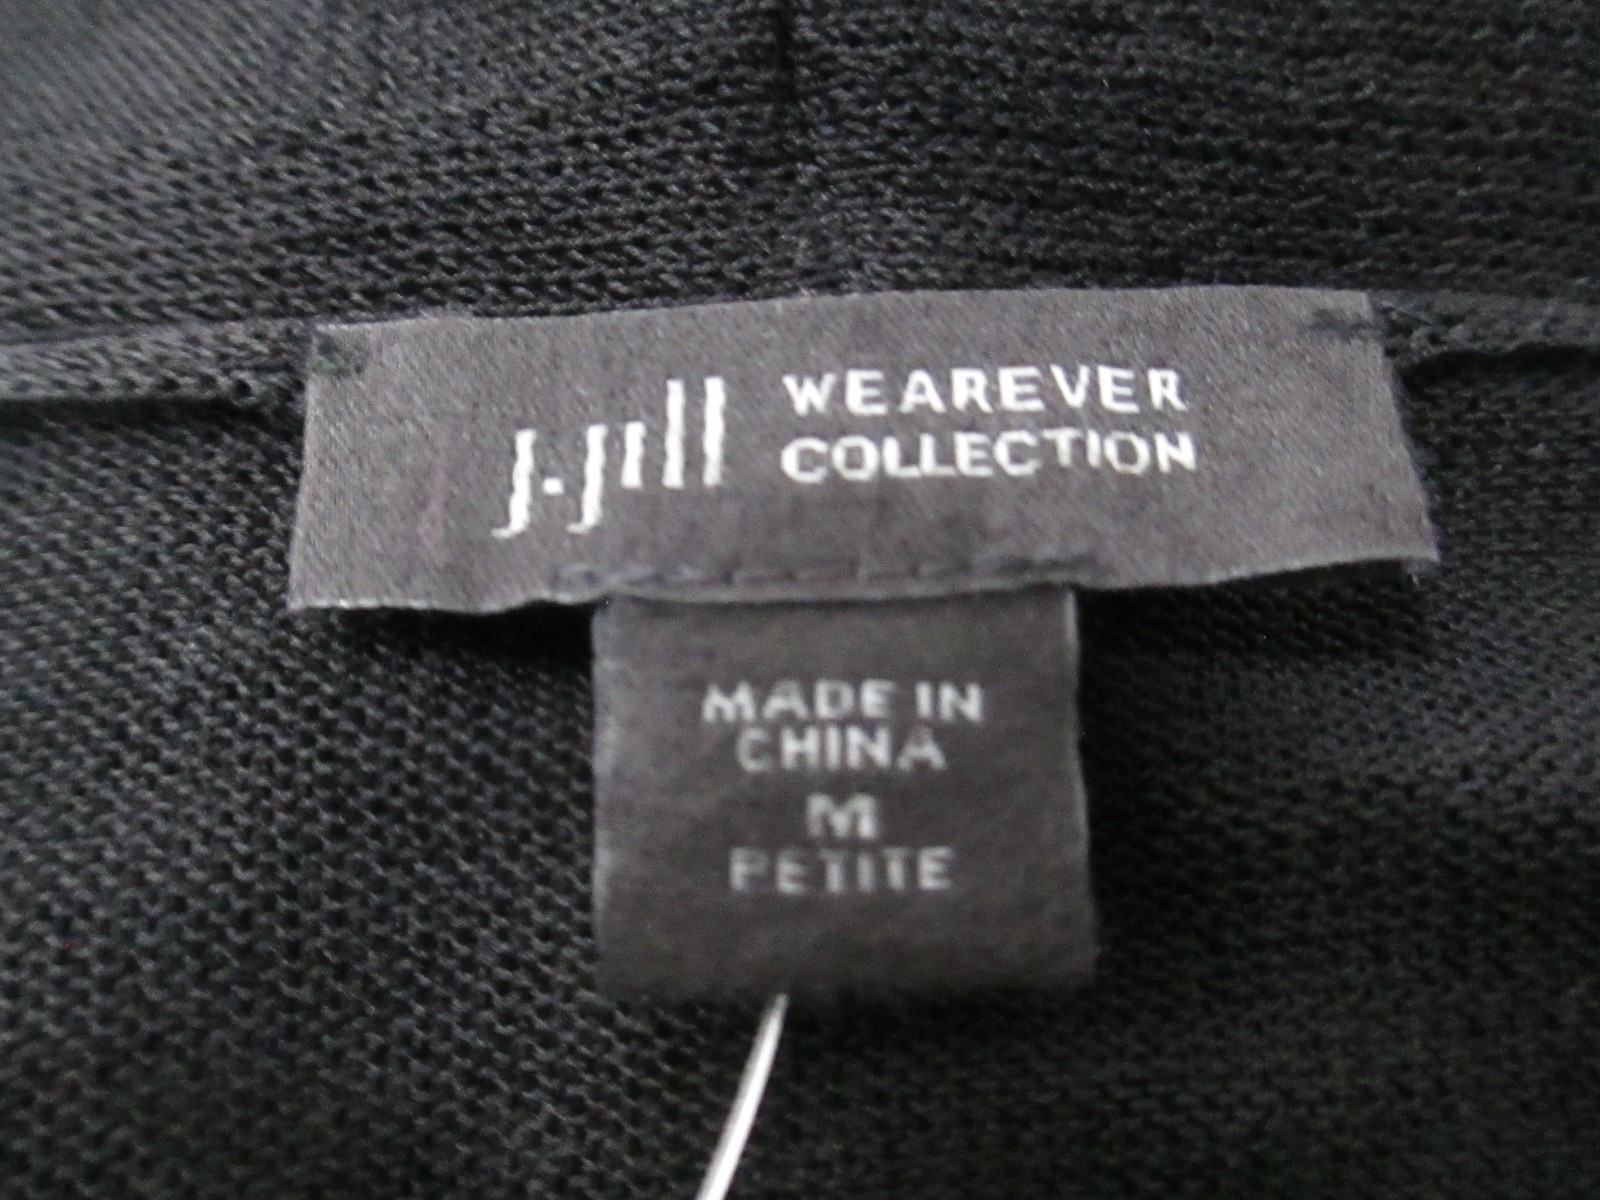 J.Jill
WEAREVER
COLLECTION
MADE IN
CHINA
M
PETITE